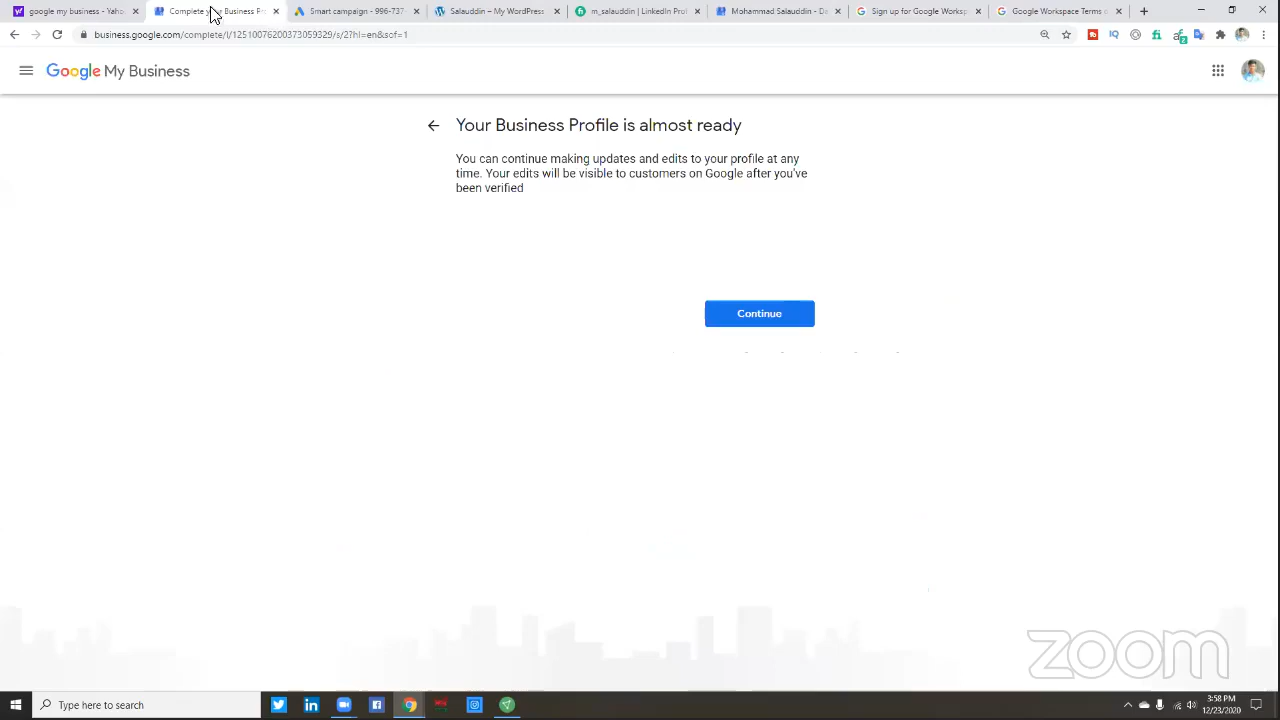 google my business - Yaho
Complete your Business Pr
Smart campaign - 996-737
Salauddin – My WordPress
m_salauddin | LinkedIn Prof
Mohammad Salauddin - Da
Sign up for Google Worksp
Google Workspace Terms o
business.google.com/complete/l/12510076200373059329/s/2?hl=en&scf=1
Google My Business
Your Business Profile is almost ready
You can continue making updates and edits to your profile at any
time. Your edits will be visible to customers on Google after you've
been verified
Continue
zoom
Type here to search
3:58 PM
12/23/2020